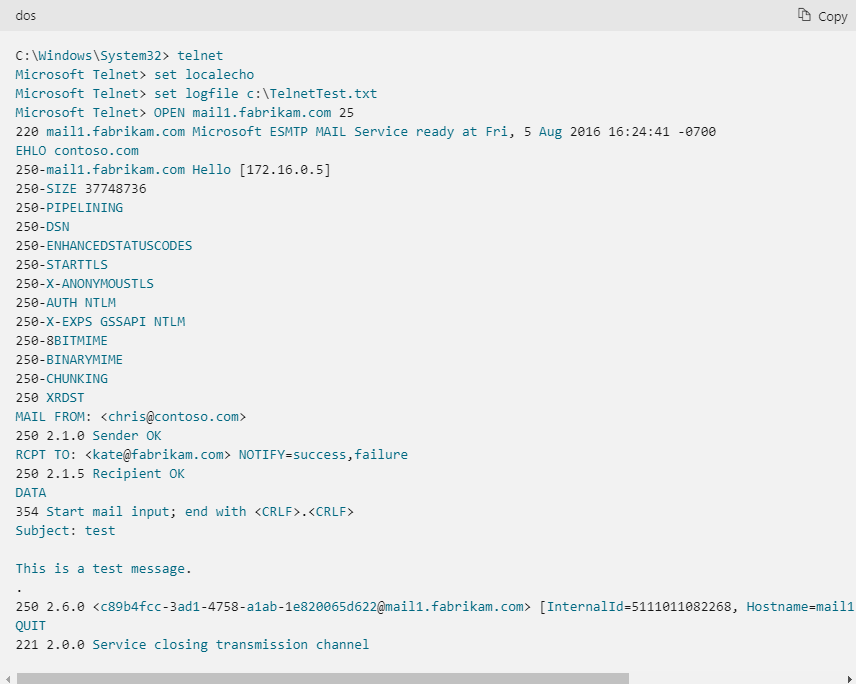 dos
Copy
C:\Windows\System32> telnet
Microsoft Telnet> set localecho
Microsoft Telnet> set logfile c:\TelnetTest.txt
Microsoft Telnet> OPEN mail1.fabrikam.com 25
220 mail1.fabrikam.com Microsoft ESMTP MAIL Service ready at Fri, 5 Aug 2016 16:24:41 -0700
EHLO contoso.com
250-mail1.fabrikam.com Hello [172.16.0.5]
250-SIZE 37748736
250-PIPELINING
250-DSN
250-ENHANCEDSTATUSCODES
250-STARTTLS
250-X-ANONYMOUSTLS
250-AUTH NTLM
250-X-EXPS GSSAPI NTLM
250-8BITMIME
250-BINARYMIME
250-CHUNKING
250 XRDST
MAIL FROM: <chris@contoso.com>
250 2.1.0 Sender OK
RCPT TO: <kate@fabrikam.com> NOTIFY=success,failure
250 2.1.5 Recipient OK
DATA
354 Start mail input; end with <CRLF>.<CRLF>
Subject: test

This is a test message.
.
250 2.6.0 <c89b4fcc-3ad1-4758-a1ab-1e820065d622@mail1.fabrikam.com> [InternalId=5111011082268, Hostname=mail1
QUIT
221 2.0.0 Service closing transmission channel